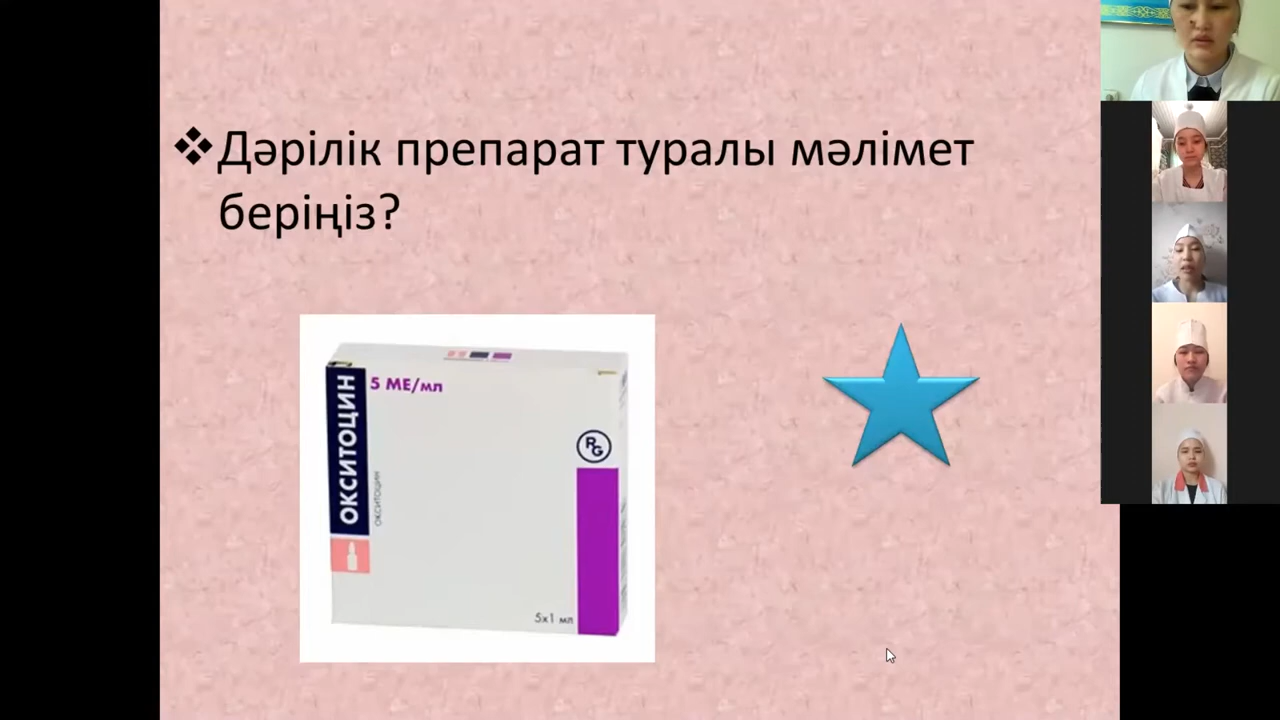 ❖Дәрілік препарат туралы мәлімет
беріңіз?
5 МЕ/мл
ОКСИТОЦИН
ОКСИТОЦИН
RG
5х1 мл